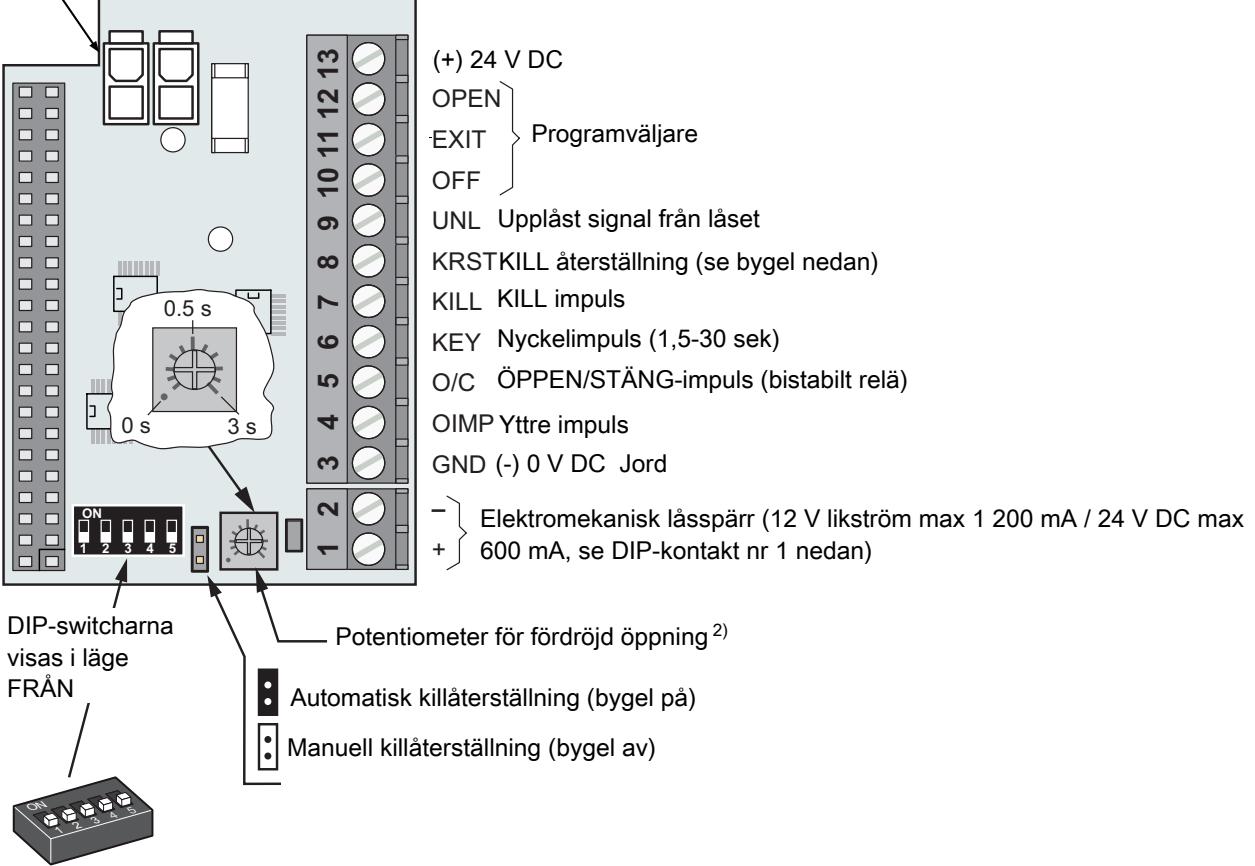 13 (+) 24 V DC
12 OPEN
11 EXIT Programväljare
10 OFF
9 UNL Upplåst signal från låset
8 KRST KILL återställning (se bygel nedan)
7 KILL KILL impuls
6 KEY Nyckelimpuls (1,5-30 sek)
5 O/C ÖPPEN/STÄNG-impuls (bistabilt relä)
4 OIMP Yttre impuls
3 GND (-) 0 V DC Jord
2 –
1 +
Elektromekanisk låsspärr (12 V likström max 1 200 mA / 24 V DC max
600 mA, se DIP-kontakt nr 1 nedan)
0.5 s
0 s 3 s
ON
1 2 3 4 5
DIP-switcharna
visas i läge
FRÅN
Potentiometer för fördröjd öppning 2)
Automatisk killåterställning (bygel på)
Manuell killåterställning (bygel av)
ON
1 2 3 4 5